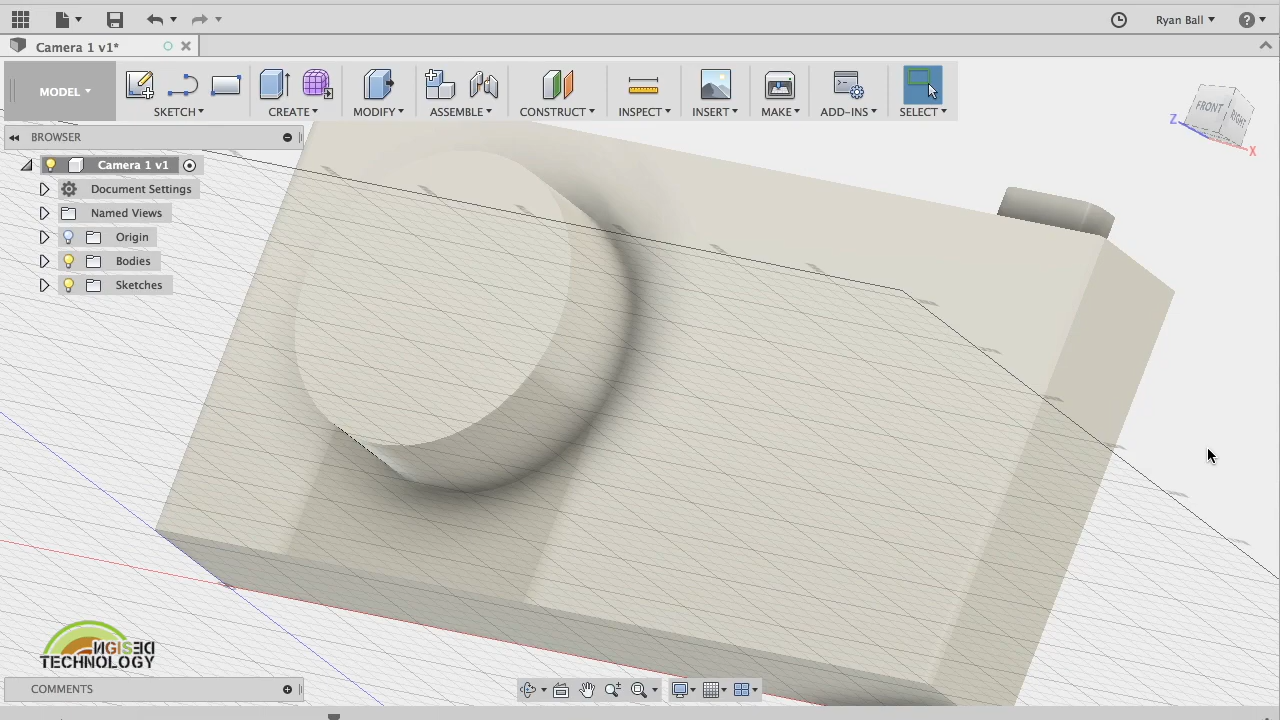 Ryan Ball
Camera 1 v1*
MODEL
SKETCH
CREATE
MODIFY
ASSEMBLE
CONSTRUCT
INSPECT
INSERT
MAKE
ADD-INS
SELECT
FRONT
RIGHT
Z
X
BROWSER
Camera 1 v1
Document Settings
Named Views
Origin
Bodies
Sketches
DESIGN
TECHNOLOGY
COMMENTS